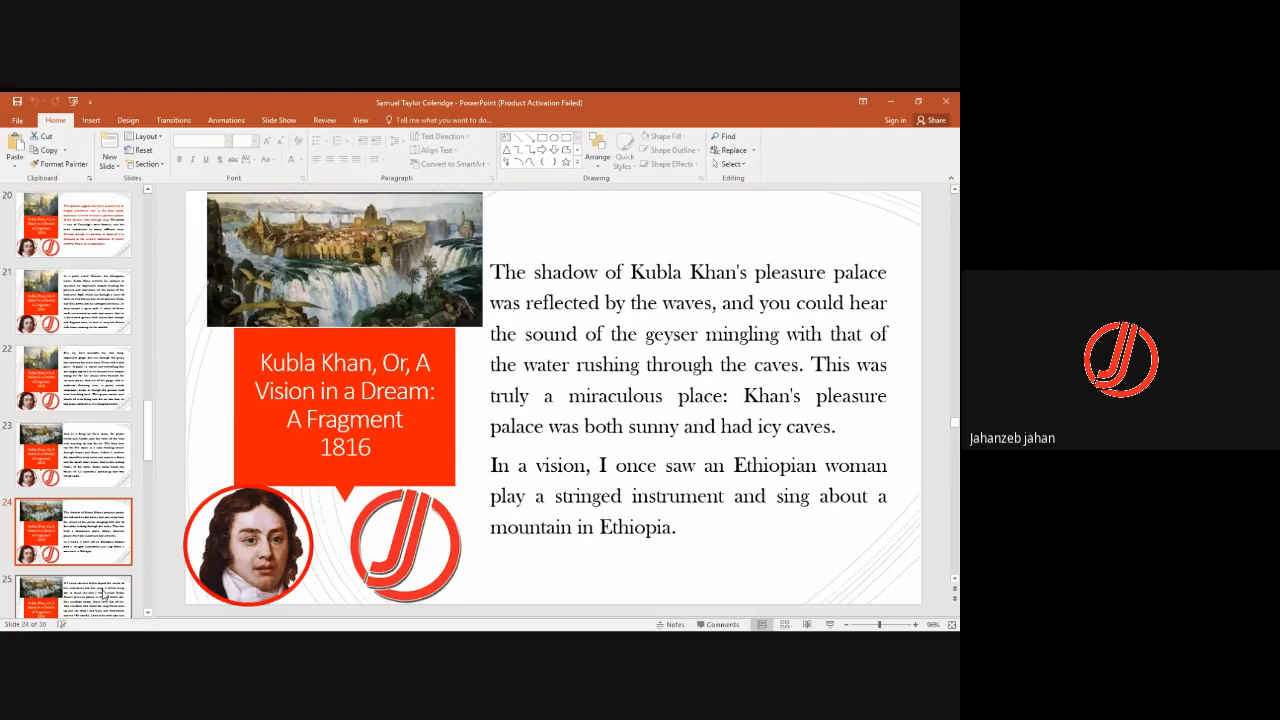 Samuel Taylor Coleridge - PowerPoint (Product Activation Failed)
File Home Insert Design Transitions Animations Slide Show Review View Tell me what you want to do... Sign in Share
Paste
Cut
Copy
Format Painter
Clipboard
New Slide
Layout
Reset
Section
Slides
Font
Text Direction
Align Text
Convert to SmartArt
Paragraph
Arrange
Quick Styles
Shape Fill
Shape Outline
Shape Effects
Drawing
Find
Replace
Select
Editing
20
21
22
23
24
25
Kubla Khan, Or, A
Vision in a Dream:
A Fragment
1816
The shadow of Kubla Khan's pleasure palace
was reflected by the waves, and you could hear
the sound of the geyser mingling with that of
the water rushing through the caves. This was
truly a miraculous place: Khan's pleasure
palace was both sunny and had icy caves.
In a vision, I once saw an Ethiopian woman
play a stringed instrument and sing about a
mountain in Ethiopia.
Jahanzeb jahan
Slide 24 of 38
Notes
Comments
96%